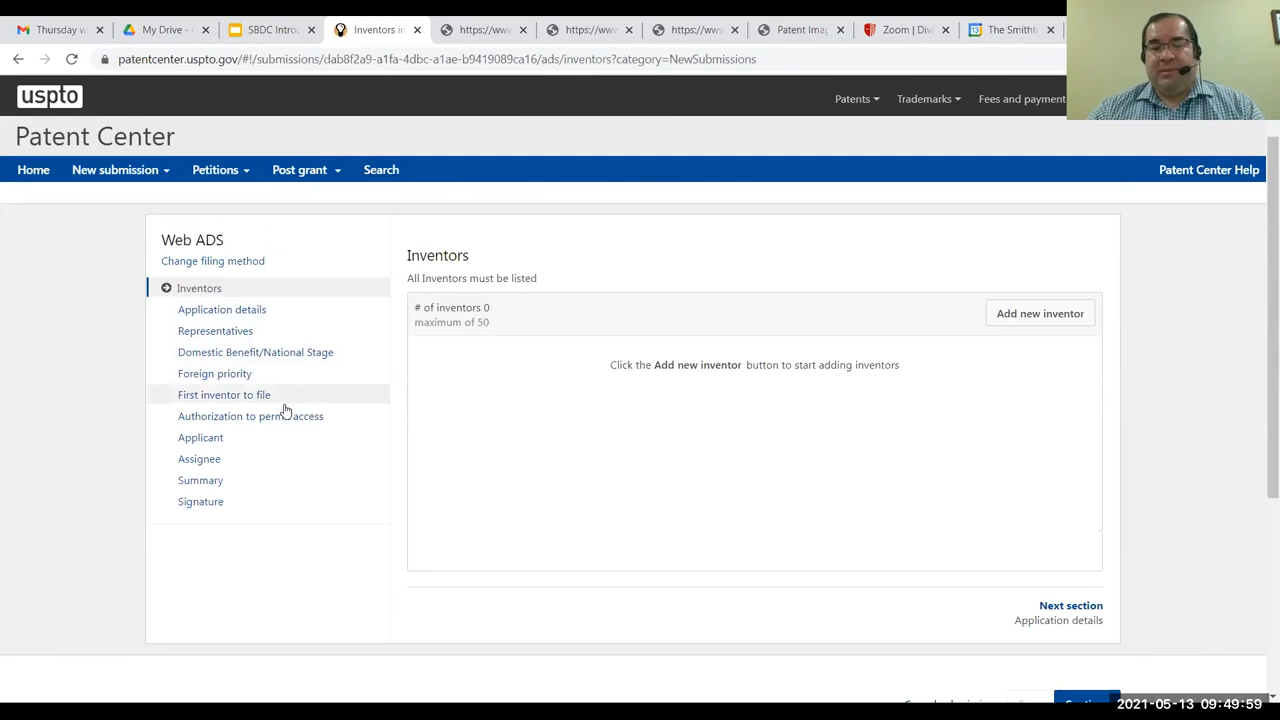 Thursday w
My Drive -
SBDC Introd
Inventors i
https://www
https://www
https://www
Patent Ima
Zoom | Div
The Smith
patentcenter.uspto.gov/#!/submissions/dab8f2a9-a1fa-4dbc-a1ae-b9419089ca16/ads/inventors?category=NewSubmissions
uspto
Patents
Trademarks
Fees and payment
Patent Center
Home
New submission
Petitions
Post grant
Search
Patent Center Help
Web ADS
Change filing method
Inventors
Application details
Representatives
Domestic Benefit/National Stage
Foreign priority
First inventor to file
Authorization to permit access
Applicant
Assignee
Summary
Signature
Inventors
All Inventors must be listed
# of inventors 0
maximum of 50
Add new inventor
Click the Add new inventor button to start adding inventors
Next section
Application details
2021-05-13 09:49:59